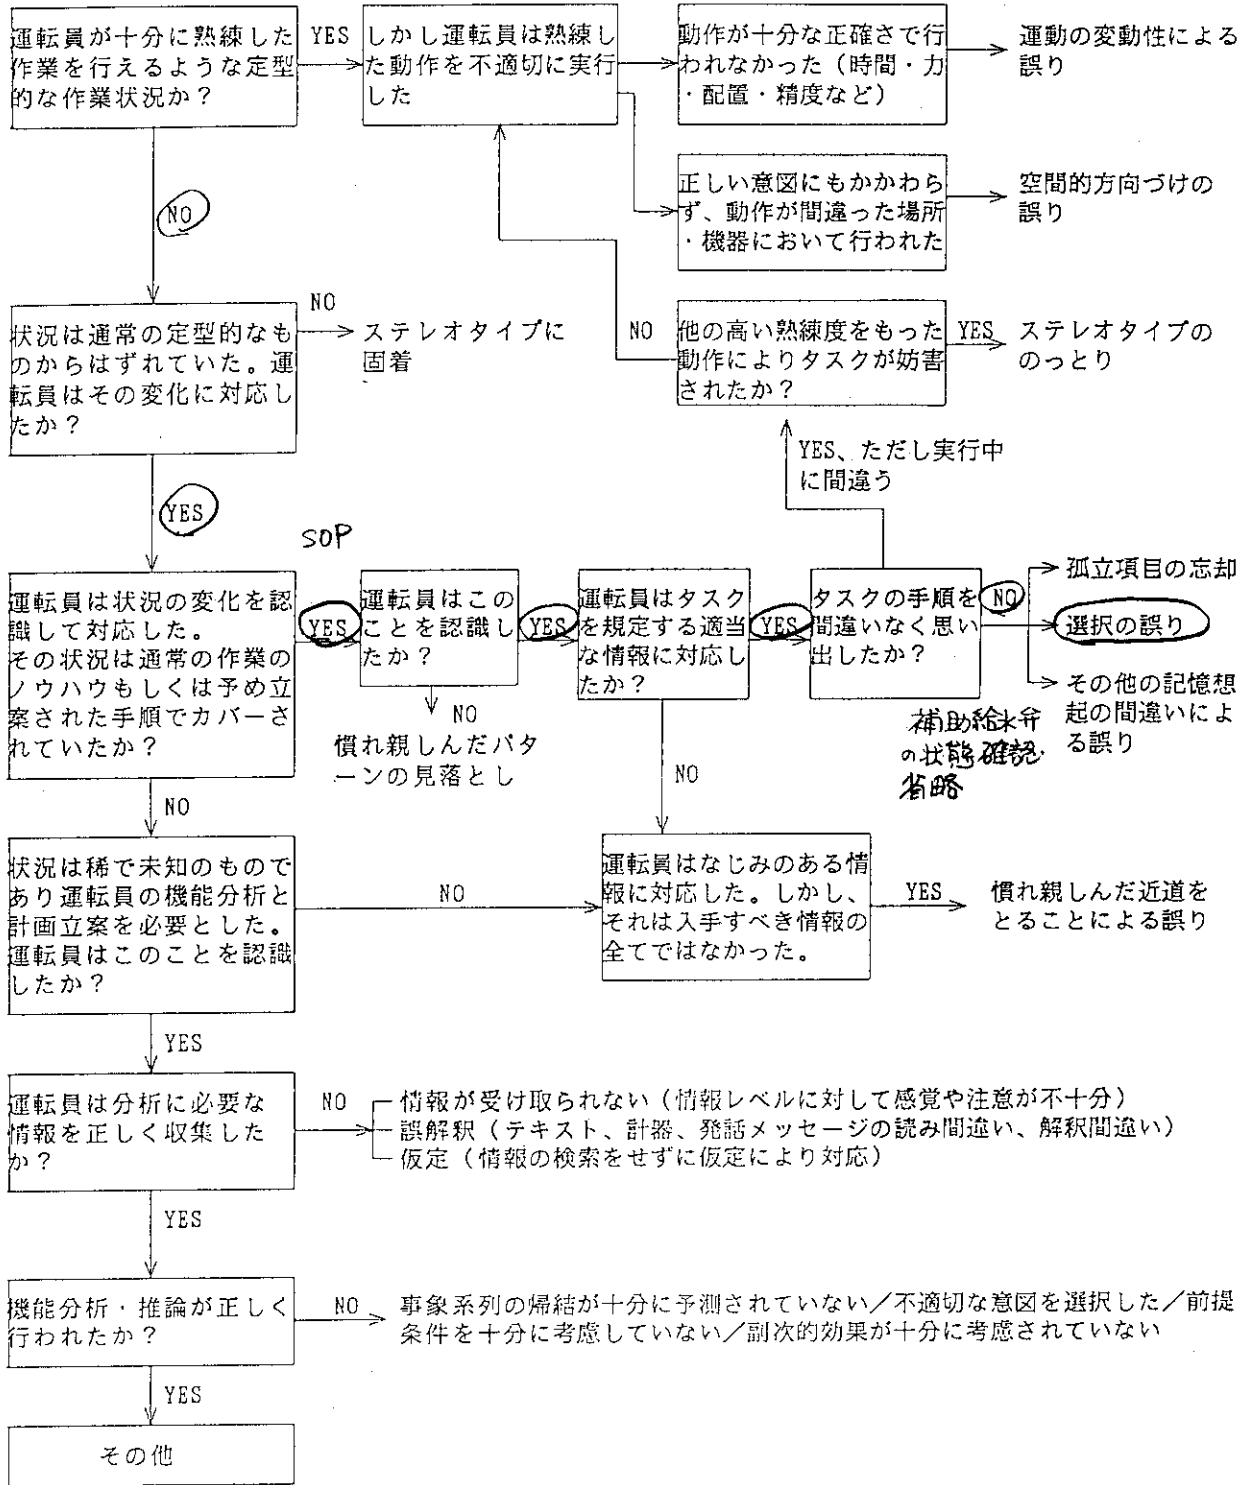 運転員が十分に熟練した
作業を行えるような定型
的な作業状況か？
YES
しかし運転員は熟練し
た動作を不適切に実行
した
動作が十分な正確さで行
われなかった（時間・力
・配置・精度など）
運動の変動性による
誤り
正しい意図にもかかわら
ず、動作が間違った場所
・機器において行われた
空間的方向づけの
誤り
NO
状況は通常の定型的なも
のからはずれていた。運
転員はその変化に対応し
たか？
NO
ステレオタイプに
固着
NO
他の高い熟練度をもった
動作によりタスクが妨害
されたか？
YES
ステレオタイプの
のっとり
YES、ただし実行中
に間違う
YES
SOP
運転員は状況の変化を認
識して対応した。
その状況は通常の作業の
ノウハウもしくは予め立
案された手順でカバーさ
れていたか？
YES
運転員はこの
ことを認識し
たか？
YES
運転員はタスク
を規定する適当
な情報に対応し
たか？
YES
タスクの手順を
間違いなく思い
出したか？
NO
孤立項目の忘却
選択の誤り
その他の記憶想
起の間違いによ
る誤り
NO
慣れ親しんだパタ
ーンの見落とし
補助給水弁
の状態確認
省略
NO
NO
状況は稀で未知のもので
あり運転員の機能分析と
計画立案を必要とした。
運転員はこのことを認識
したか？
NO
運転員はなじみのある情
報に対応した。しかし、
それは入手すべき情報の
全てではなかった。
YES
慣れ親しんだ近道を
とることによる誤り
YES
運転員は分析に必要な
情報を正しく収集した
か？
NO
情報が受け取られない（情報レベルに対して感覚や注意が不十分）
誤解釈（テキスト、計器、発話メッセージの読み間違い、解釈間違い）
仮定（情報の検索をせずに仮定により対応）
YES
機能分析・推論が正しく
行われたか？
NO
事象系列の帰結が十分に予測されていない／不適切な意図を選択した／前提
条件を十分に考慮していない／副次的効果が十分に考慮されていない
YES
その他